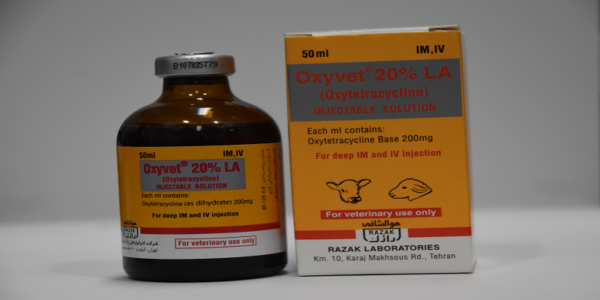 B107825779
50ml IM,IV
Oxyvet® 20% LA
(Oxytetracycline)
INJECTABLE SOLUTION
Each ml contains:
Oxytetracycline (as dihydrate) 200mg
For deep IM and IV injection
For veterinary use only
RAZAK
50ml IM,IV
Oxyvet® 20% LA
(Oxytetracycline)
INJECTABLE SOLUTION
Each ml contains:
Oxytetracycline Base 200mg
For deep IM and IV injection
For veterinary use only
هوالشافی
RAZAK
رازک
RAZAK LABORATORIES
Km. 10, Karaj Makhsous Rd., Tehran